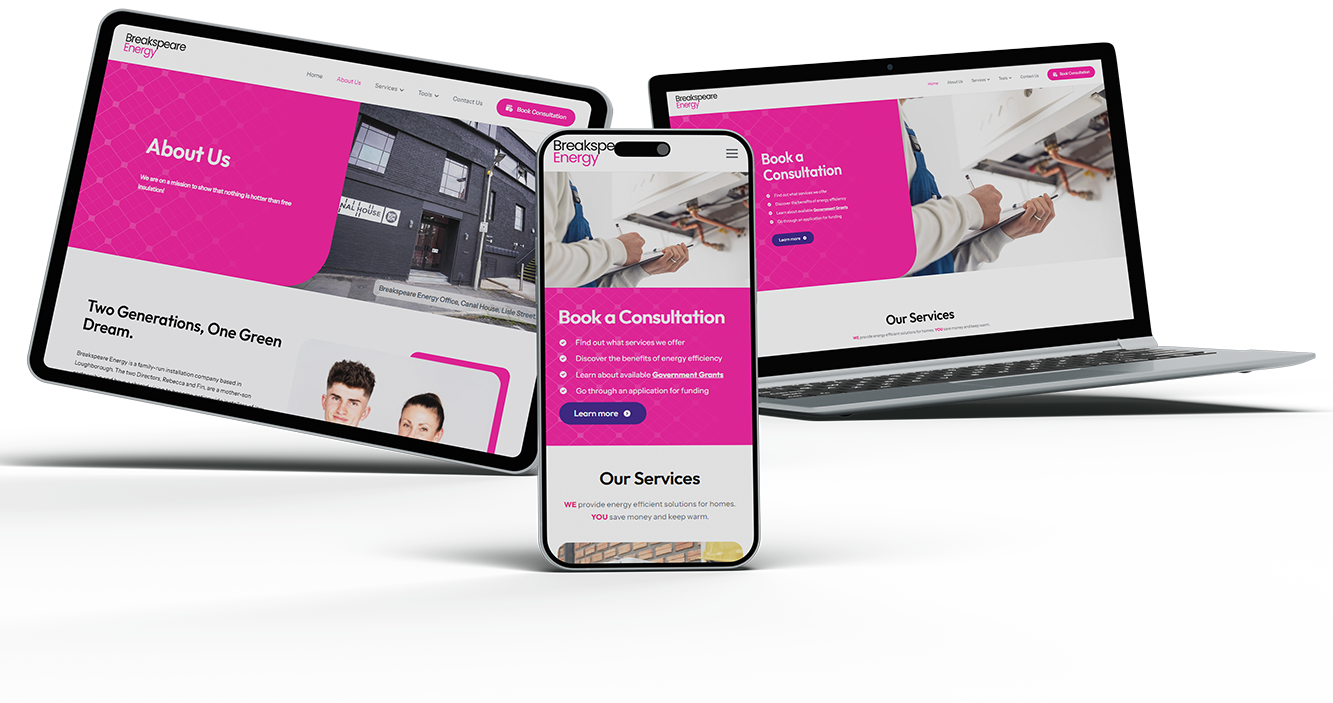 Breakspeare
Energy
Home
About Us
Services
Tools
Contact Us
Book Consultation
About Us
We are on a mission to show that nothing is hotter than free
insulation!
NAL HOUSE
Breakspeare Energy Office, Canal House, Lisle Street,
Two Generations, One Green
Dream.
Breakspeare Energy is a family-run installation company based in
Loughborough. The two Directors, Rebecca and Fin, are a mother-son
Breakspe
Energy
Book a Consultation
Find out what services we offer
Discover the benefits of energy efficiency
Learn about available Government Grants
Go through an application for funding
Learn more
Our Services
WE provide energy efficient solutions for homes.
YOU save money and keep warm.
Breakspeare
Energy
Home
About Us
Services
Tools
Contact Us
Book Consultation
Book a
Consultation
Find out what services we offer
Discover the benefits of energy efficiency
Learn about available Government Grants
Go through an application for funding
Learn more
Our Services
WE provide energy efficient solutions for homes. YOU save money and keep warm.